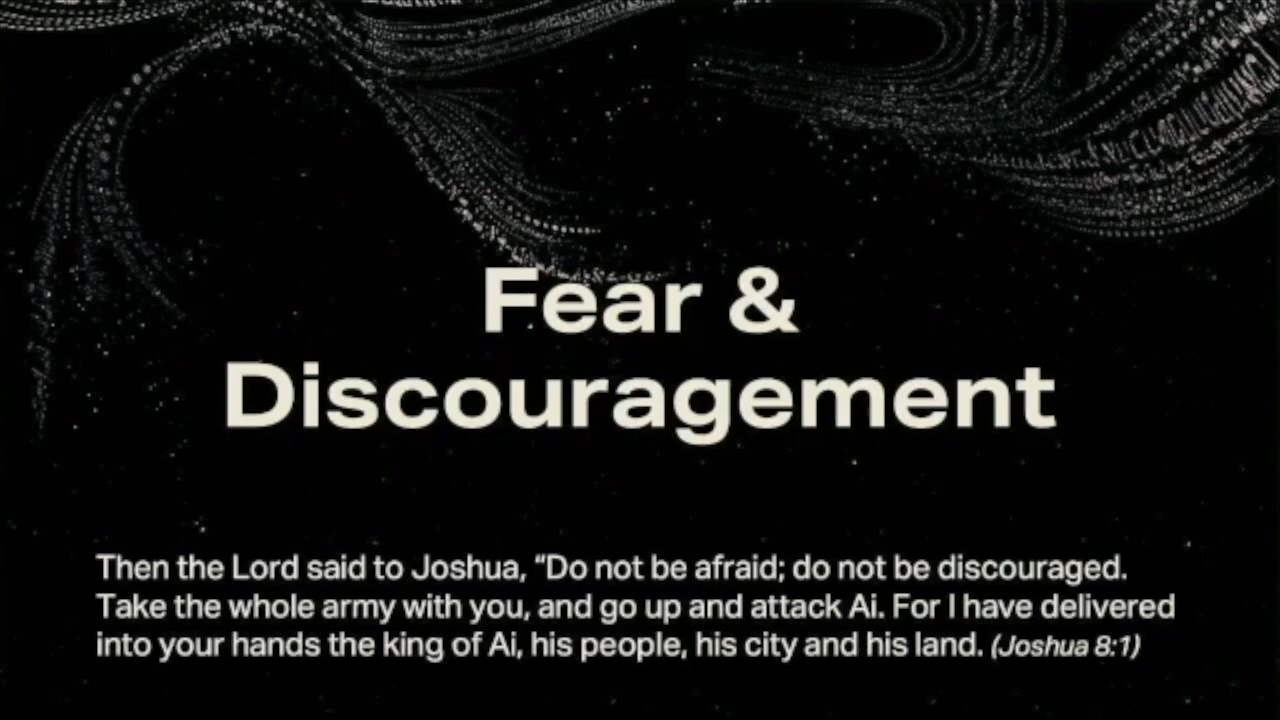 Fear &
Discouragement
Then the Lord said to Joshua, “Do not be afraid; do not be discouraged.
Take the whole army with you, and go up and attack Ai. For I have delivered
into your hands the king of Ai, his people, his city and his land. (Joshua 8:1)